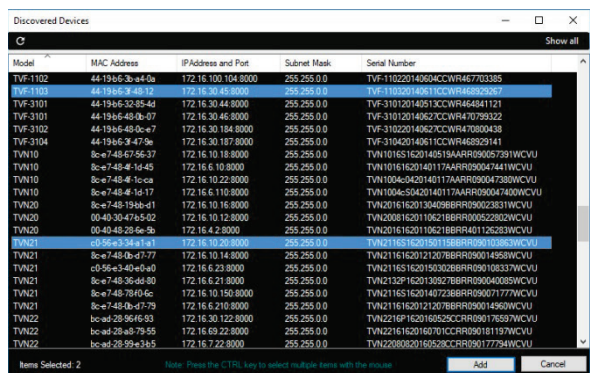 Discovered Devices
Show all
Model MAC Address IPAddress and Port Subnet Mask Serial Number
TVF-1102 44-19-b6-3b-a4-0a 172.16.100.104:8000 255.255.0.0 TVF-110220140604CCWR467703385
TVF-1103 44-19-b6-3f-48-12 172.16.30.45:8000 255.255.0.0 TVF-110320140611CCWR468929267
TVF-3101 44-19-b6-32-85-4d 172.16.30.44:8000 255.255.0.0 TVF-310120140513CCWR464841121
TVF-3101 44-19-b6-48-0b-07 172.16.30.46:8000 255.255.0.0 TVF-310120140627CCWR470799322
TVF-3102 44-19-b6-48-0c-e7 172.16.30.184:8000 255.255.0.0 TVF-310220140627CCWR470800438
TVF-3104 44-19-b6-3f-47-9e 172.16.30.187:8000 255.255.0.0 TVF-310420140611CCWR468929141
TVN10 8c-e7-48-67-56-37 172.16.10.18:8000 255.255.0.0 TVN1016S1620140519AARR090057391WCVU
TVN10 8c-e7-48-4f-1d-45 172.16.6.10:8000 255.255.0.0 TVN10161620140117AARR090047441WCVU
TVN10 8c-e7-48-4f-1c-ca 172.16.10.22:8000 255.255.0.0 TVN1004c0420140117AARR090047380WCVU
TVN10 8c-e7-48-4f-1d-17 172.16.6.110:8000 255.255.0.0 TVN1004cS0420140117AARR090047400WCVU
TVN20 8c-e7-48-19-bb-d1 172.16.10.16:8000 255.255.0.0 TVN20161620130409BBRR090023831WCVU
TVN20 00-40-30-47-b5-02 172.16.10.12:8000 255.255.0.0 TVN20081620110621BBRR000522802WCVU
TVN20 00-40-48-28-6e-5b 172.16.4.2:8000 255.255.0.0 TVN20161620110621BBRR401126283WCVU
TVN21 c0-56-e3-34-a1-a1 172.16.10.20:8000 255.255.0.0 TVN2116S1620150115BBRR090103863WCVU
TVN21 8c-e7-48-0b-d7-77 172.16.10.14:8000 255.255.0.0 TVN21161620121207BBRR090014958WCVU
TVN21 c0-56-e3-40-e0-a0 172.16.6.23:8000 255.255.0.0 TVN2116S1620150302BBRR090108337WCVU
TVN21 8c-e7-48-36-dd-80 172.16.6.21:8000 255.255.0.0 TVN2132P1620130927BBRR090040085WCVU
TVN21 8c-e7-48-78-f0-6c 172.16.10.150:8000 255.255.0.0 TVN2116S1620140723BBRR090071777WCVU
TVN21 8c-e7-48-0b-d7-79 172.16.6.210:8000 255.255.0.0 TVN21161620121207BBRR090014960WCVU
TVN22 bc-ad-28-96-f6-93 172.16.30.122:8000 255.255.0.0 TVN2216P1620160525CCRR090176597WCVU
TVN22 bc-ad-28-a8-79-55 172.16.69.22:8000 255.255.0.0 TVN22161620160701CCRR090181197WCVU
TVN22 bc-ad-28-99-e3-b5 172.16.7.22:8000 255.255.0.0 TVN22080820160528CCRR090177794WCVU
Items Selected: 2 Note: Press the CTRL key to select multiple items with the mouse Add Cancel